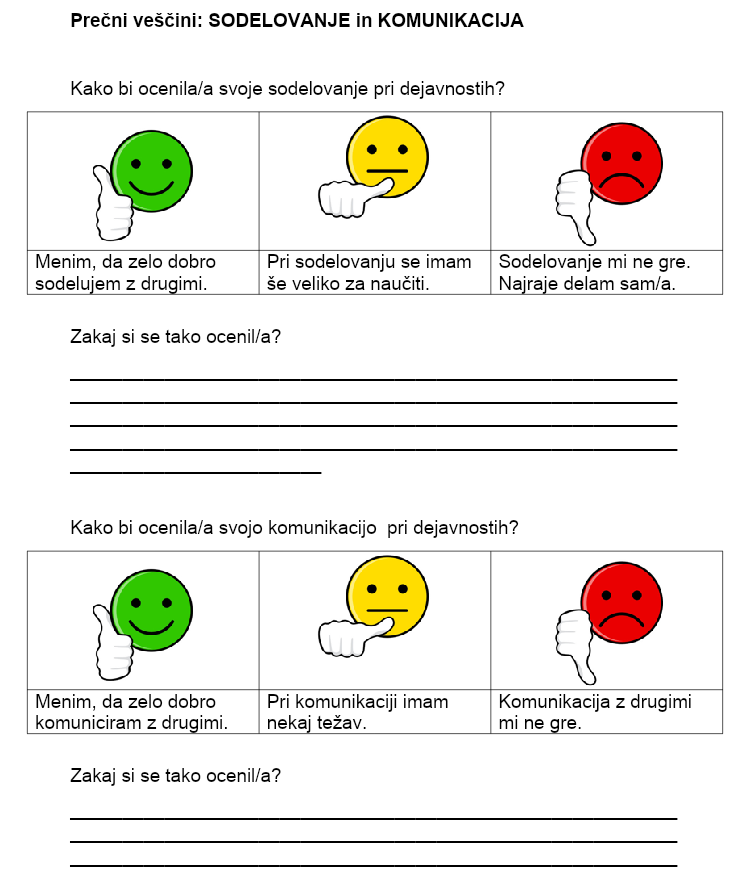 Prečni veščini: SODELOVANJE in KOMUNIKACIJA
Kako bi ocenila/a svoje sodelovanje pri dejavnostih?
Menim, da zelo dobro
sodelujem z drugimi.
Pri sodelovanju se imam
še veliko za naučiti.
Sodelovanje mi ne gre.
Najraje delam sam/a.
Zakaj si se tako ocenil/a?
Kako bi ocenila/a svojo komunikacijo  pri dejavnostih?
Menim, da zelo dobro
komuniciram z drugimi.
Pri komunikaciji imam
nekaj težav.
Komunikacija z drugimi
mi ne gre.
Zakaj si se tako ocenil/a?